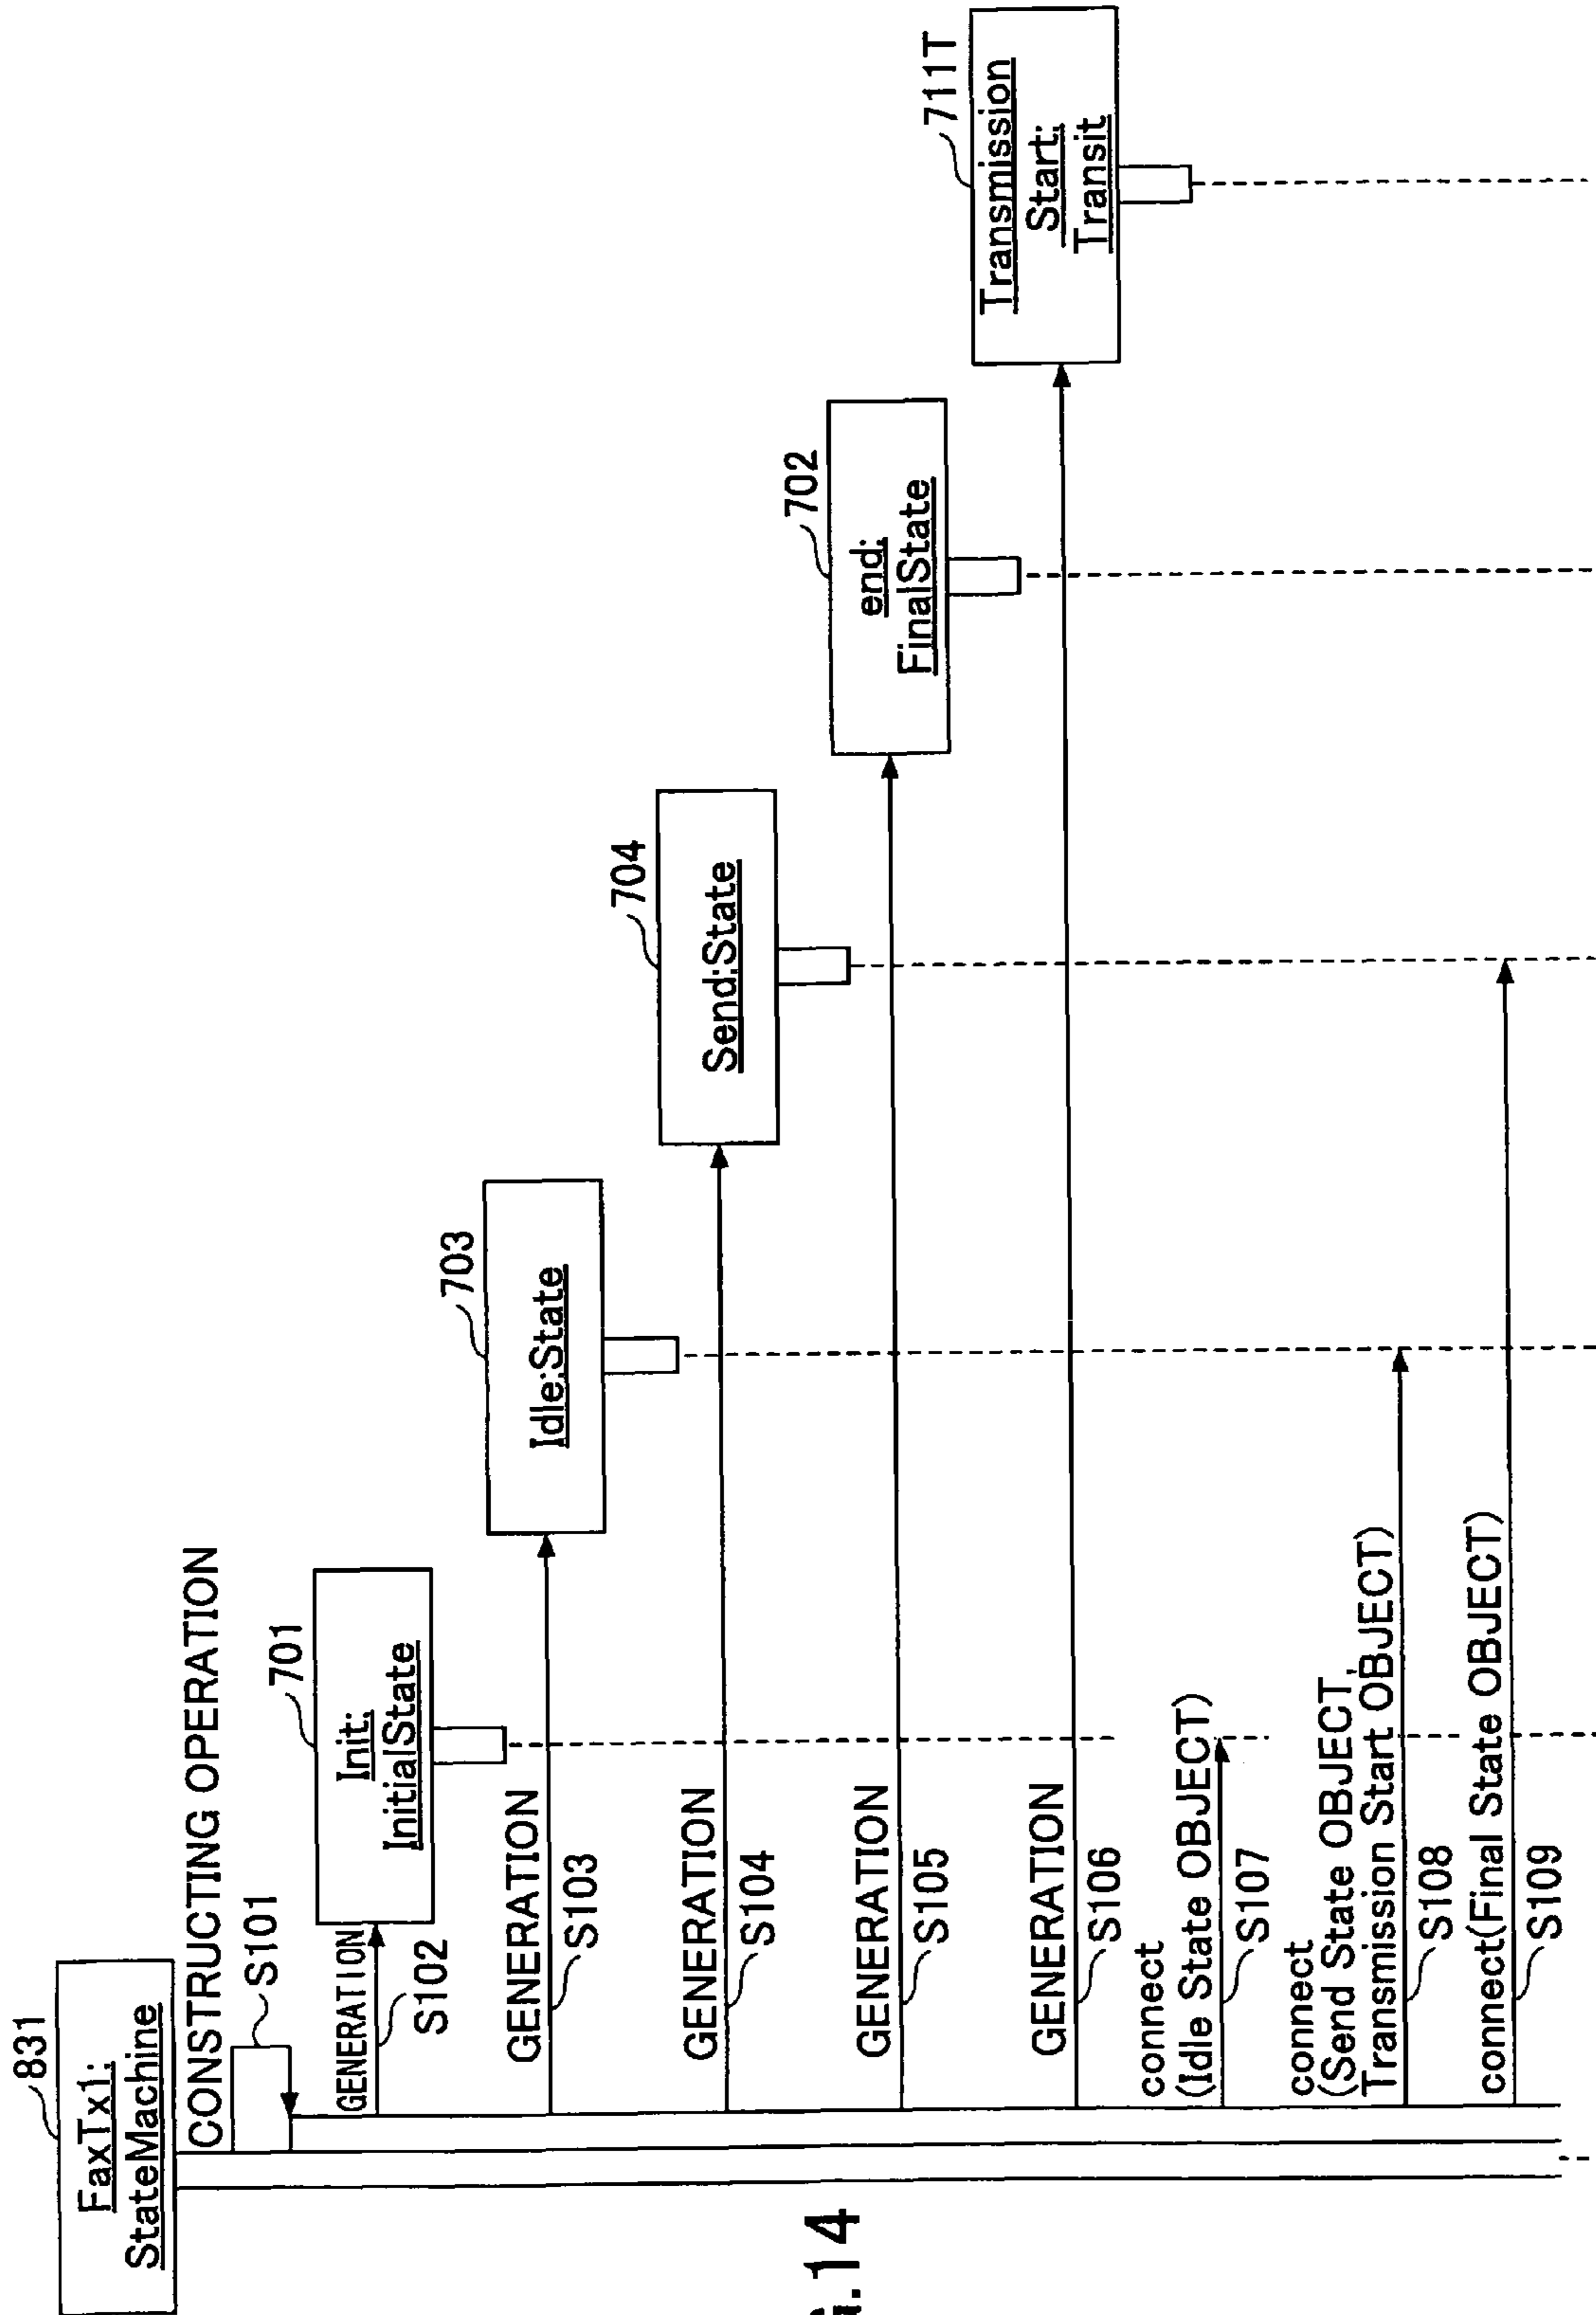 831
FaxTx1:
StateMachine
CONSTRUCTING OPERATION
S101
701
Init:
InitialState
GENERATION
S102
703
Idle:State
GENERATION
S103
704
Send:State
GENERATION
S104
702
end:
FinalState
GENERATION
S105
711T
Transmission
Start:
Transit
GENERATION
S106
connect
(Idle State OBJECT)
S107
connect
(Send State OBJECT,
Transmission Start OBJECT)
S108
connect(Final State OBJECT)
S109
.14